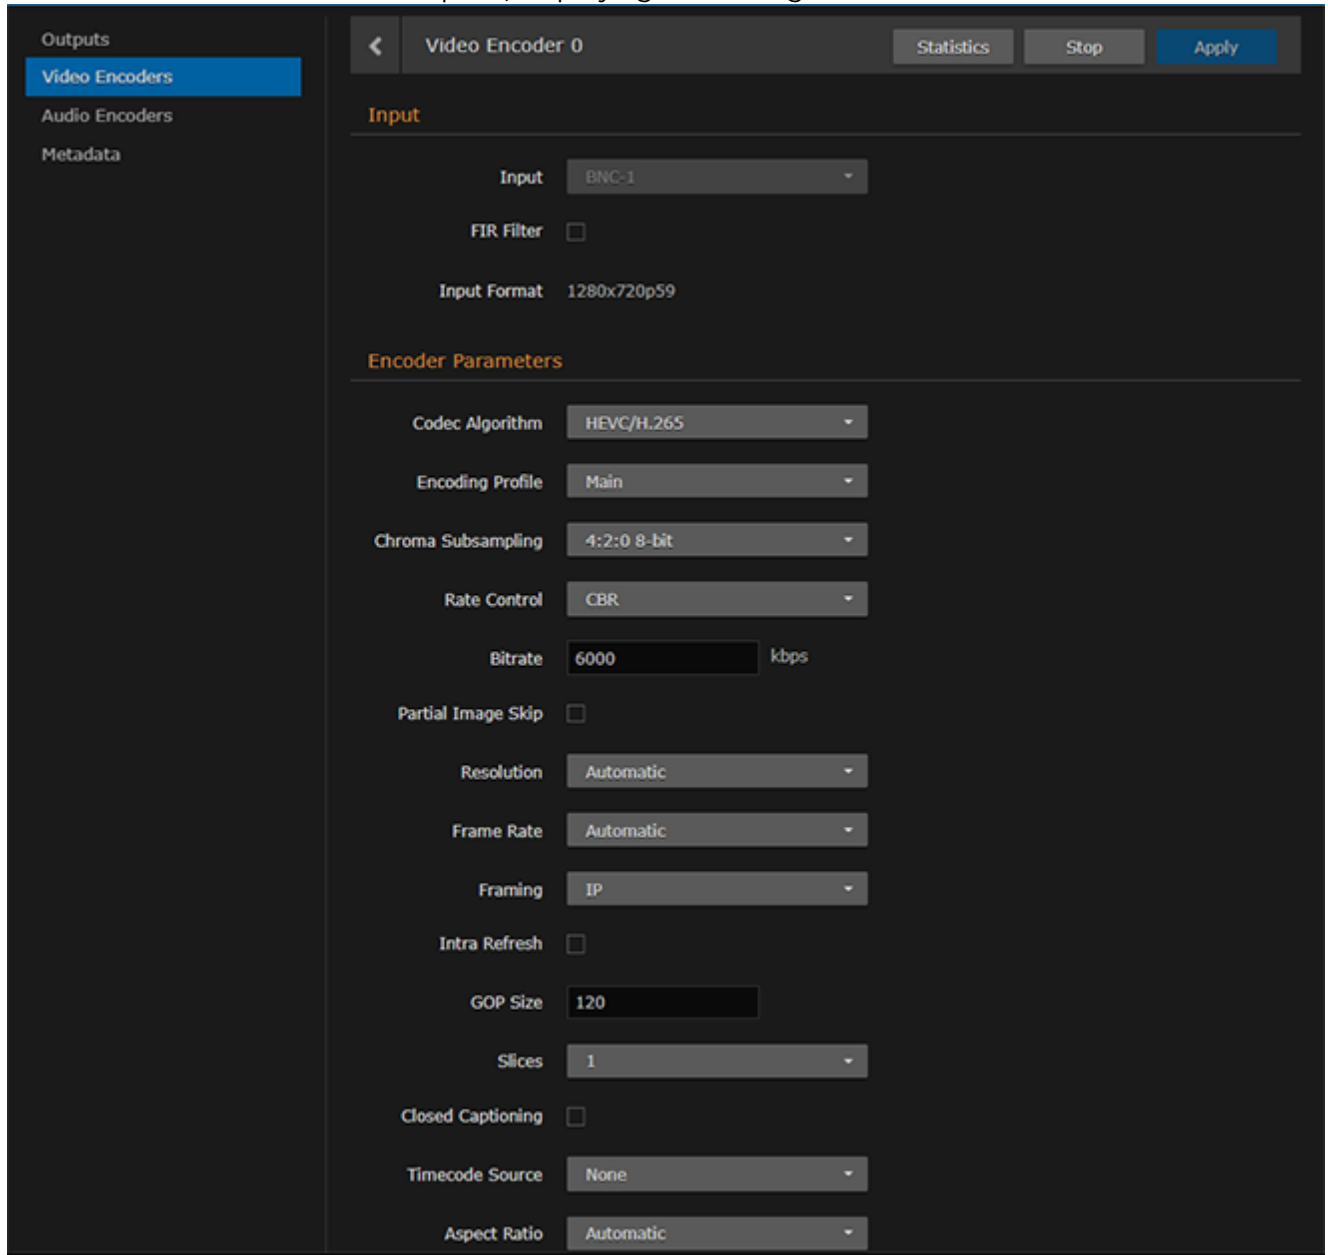 Outputs
Video Encoders
Audio Encoders
Metadata
Video Encoder 0 Statistics Stop Apply
Input
Input BNC-1
FIR Filter
Input Format 1280x720p59
Encoder Parameters
Codec Algorithm HEVC/H.265
Encoding Profile Main
Chroma Subsampling 4:2:0 8-bit
Rate Control CBR
Bitrate 6000 kbps
Partial Image Skip
Resolution Automatic
Frame Rate Automatic
Framing IP
Intra Refresh
GOP Size 120
Slices 1
Closed Captioning
Timecode Source None
Aspect Ratio Automatic